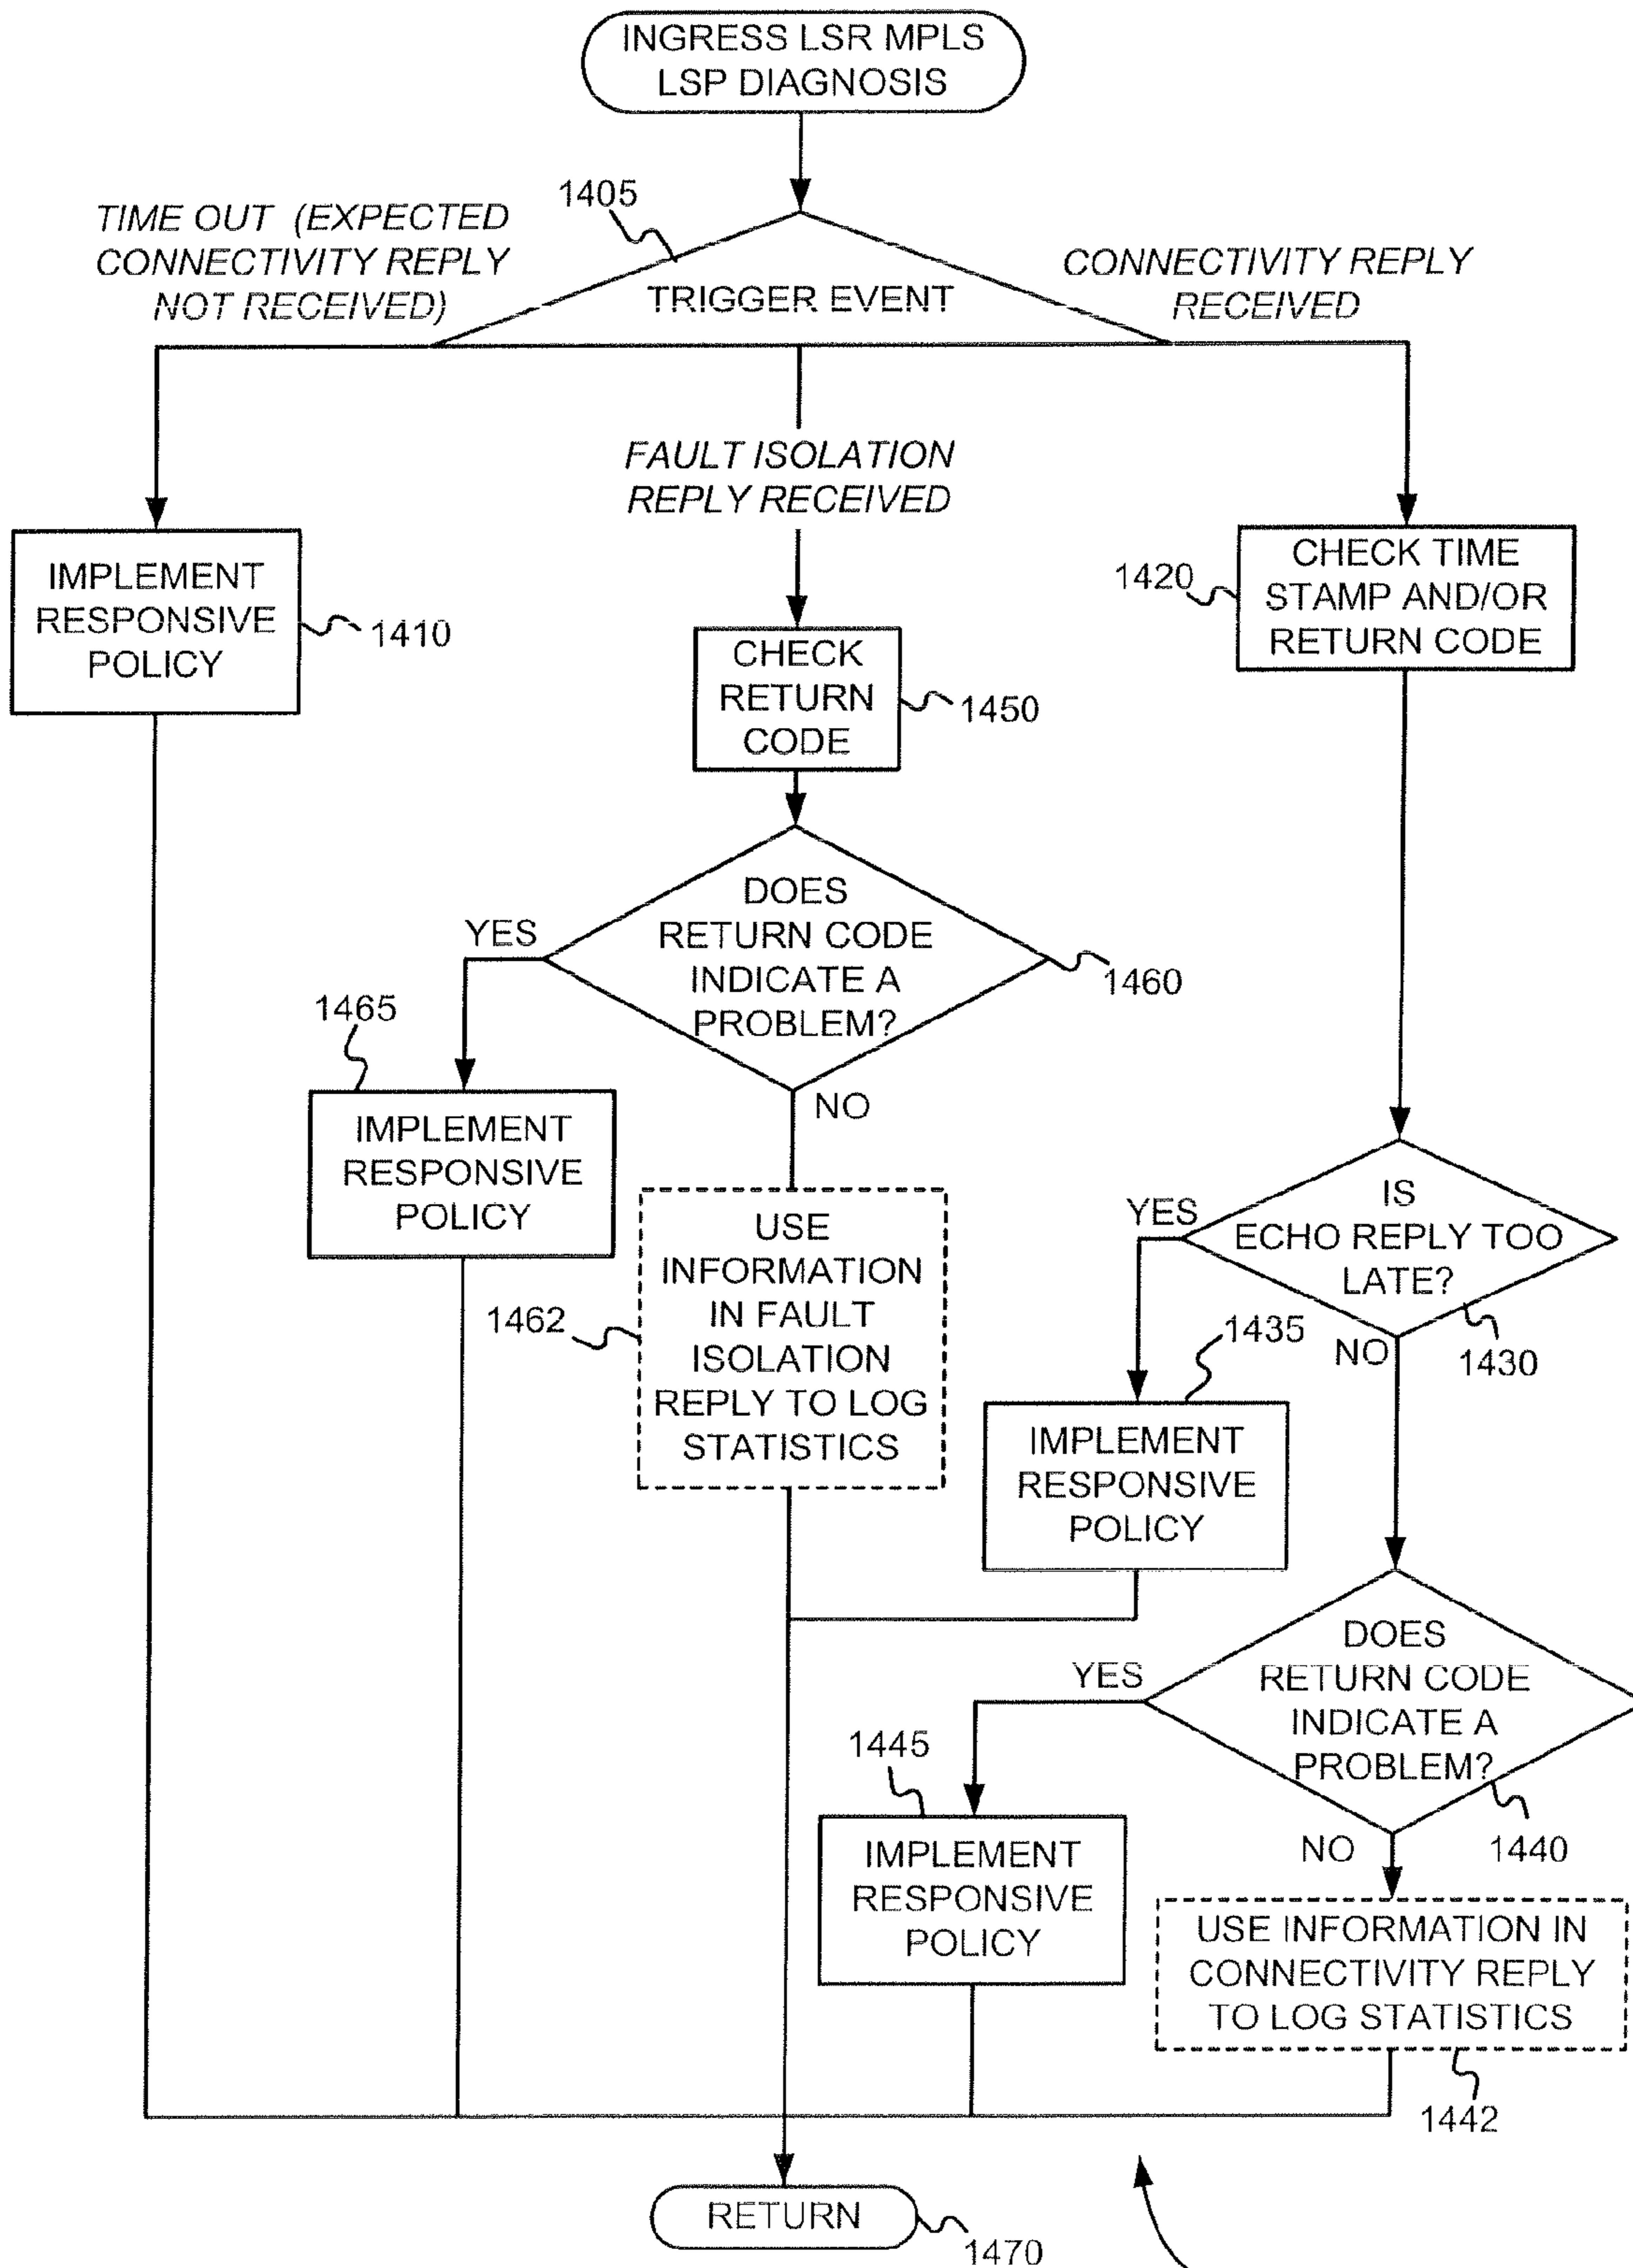 INGRESS LSR MPLS
LSP DIAGNOSIS
1405
TIME OUT (EXPECTED
CONNECTIVITY REPLY
NOT RECEIVED)
TRIGGER EVENT
CONNECTIVITY REPLY
RECEIVED
FAULT ISOLATION
REPLY RECEIVED
IMPLEMENT
RESPONSIVE
POLICY
1410
CHECK
RETURN
CODE
1450
CHECK TIME
STAMP AND/OR
RETURN CODE
1420
DOES
RETURN CODE
INDICATE A
PROBLEM?
YES
1460
NO
1465
IMPLEMENT
RESPONSIVE
POLICY
USE
INFORMATION
IN FAULT
ISOLATION
REPLY TO LOG
STATISTICS
1462
IS
ECHO REPLY TOO
LATE?
YES
1430
NO
1435
IMPLEMENT
RESPONSIVE
POLICY
DOES
RETURN CODE
INDICATE A
PROBLEM?
YES
1440
NO
1445
IMPLEMENT
RESPONSIVE
POLICY
USE INFORMATION IN
CONNECTIVITY REPLY
TO LOG STATISTICS
1442
RETURN
1470